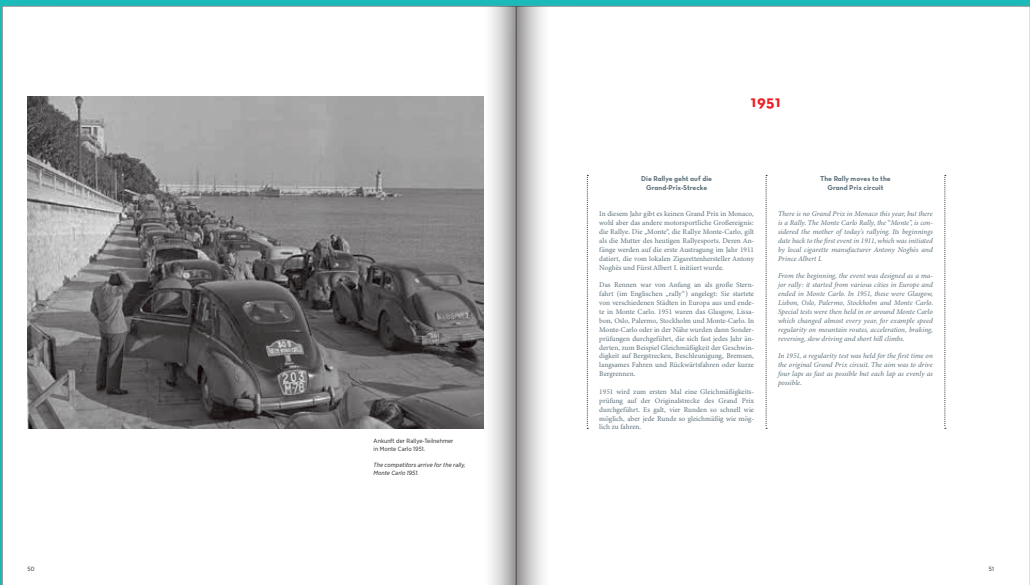 203
M78
Ankunft der Rallye-Teilnehmer
in Monte Carlo 1951.
The competitors arrive for the rally,
Monte Carlo 1951.
50
1951
Die Rallye geht auf die
Grand-Prix-Strecke
In diesem Jahr gibt es keinen Grand Prix in Monaco,
wohl aber das andere motorsportliche Großereignis:
die Rallye. Die „Monte“, die Rallye Monte-Carlo, gilt
als die Mutter des heutigen Rallyesports. Deren An-
fänge werden auf die erste Austragung im Jahr 1911
datiert, die vom lokalen Zigarettenhersteller Antony
Noghès und Fürst Albert I. initiiert wurde.
Das Rennen war von Anfang an als große Stern-
fahrt (im Englischen „rally“) angelegt: Sie startete
von verschiedenen Städten in Europa aus und ende-
te in Monte Carlo. 1951 waren das Glasgow, Lissa-
bon, Oslo, Palermo, Stockholm und Monte-Carlo. In
Monte-Carlo oder in der Nähe wurden dann Sonder-
prüfungen durchgeführt, die sich fast jedes Jahr än-
derten, zum Beispiel Gleichmäßigkeit der Geschwin-
digkeit auf Bergstrecken, Beschleunigung, Bremsen,
langsames Fahren und Rückwärtsfahren oder kurze
Bergrennen.
1951 wird zum ersten Mal eine Gleichmäßigkeits-
prüfung auf der Originalstrecke des Grand Prix
durchgeführt. Es galt, vier Runden so schnell wie
möglich, aber jede Runde so gleichmäßig wie mög-
lich zu fahren.
The Rally moves to the
Grand Prix circuit
There is no Grand Prix in Monaco this year, but there
is a Rally. The Monte Carlo Rally, the “Monte”, is con-
sidered the mother of today's rallying. Its beginnings
date back to the first event in 1911, which was initiated
by local cigarette manufacturer Antony Noghès and
Prince Albert I.
From the beginning, the event was designed as a ma-
jor rally: it started from various cities in Europe and
ended in Monte Carlo. In 1951, these were Glasgow,
Lisbon, Oslo, Palermo, Stockholm and Monte Carlo.
Special tests were then held in or around Monte Carlo
which changed almost every year, for example speed
regularity on mountain routes, acceleration, braking,
reversing, slow driving and short hill climbs.
In 1951, a regularity test was held for the first time on
the original Grand Prix circuit. The aim was to drive
four laps as fast as possible but each lap as evenly as
possible.
51